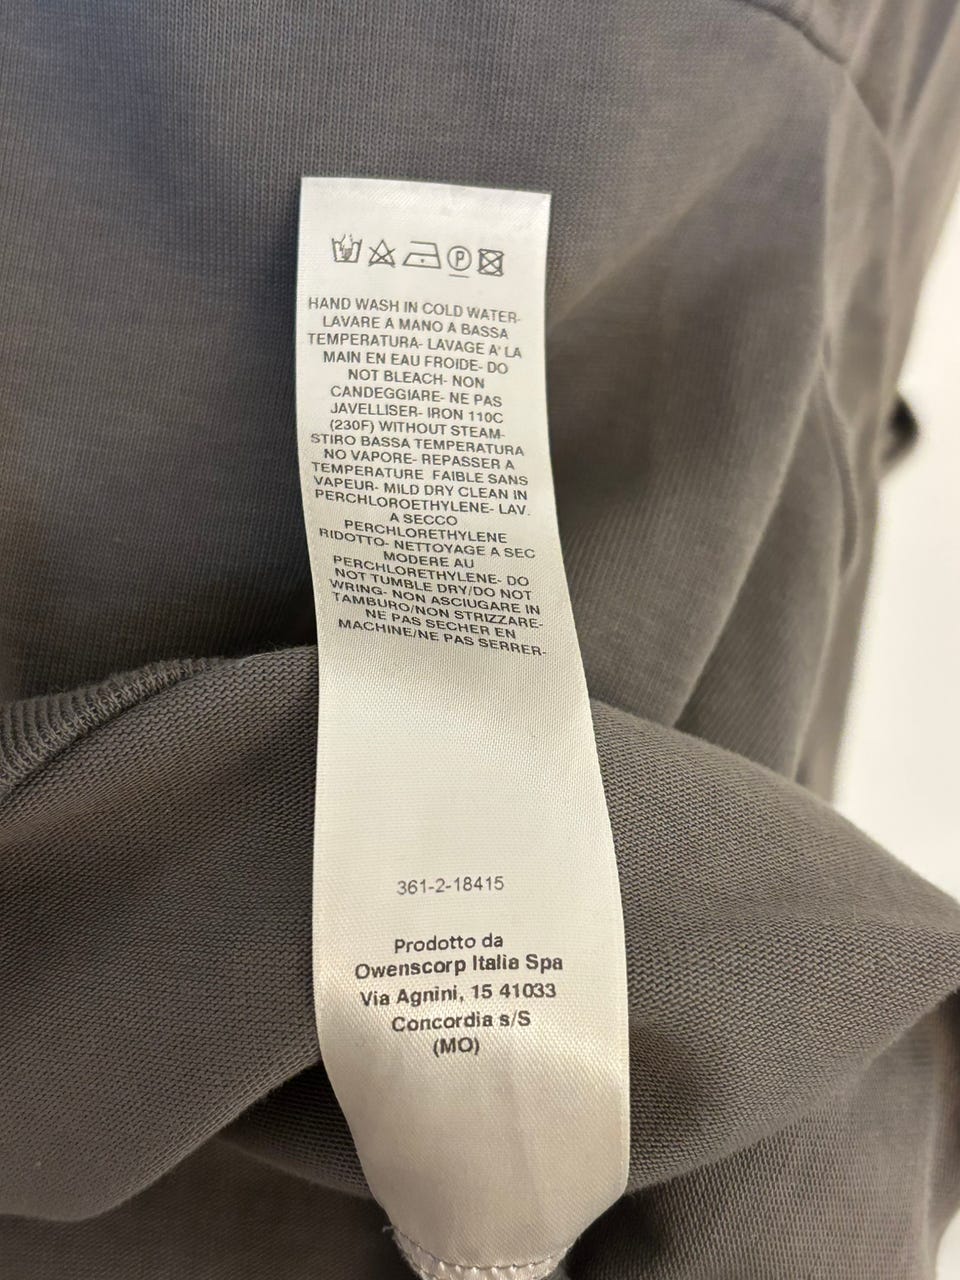 P
HAND WASH IN COLD WATER-
LAVARE A MANO A BASSA
TEMPERATURA- LAVAGE A' LA
MAIN EN EAU FROIDE- DO
NOT BLEACH- NON
CANDEGGIARE- NE PAS
JAVELLISER- IRON 110C
(230F) WITHOUT STEAM-
STIRO BASSA TEMPERATURA
NO VAPORE- REPASSER A
TEMPERATURE FAIBLE SANS
VAPEUR- MILD DRY CLEAN IN
PERCHLOROETHYLENE- LAV.
A SECCO
PERCHLORETHYLENE
RIDOTTO- NETTOYAGE A SEC
MODERE AU
PERCHLORETHYLENE- DO
NOT TUMBLE DRY/DO NOT
WRING- NON ASCIUGARE IN
TAMBURO/NON STRIZZARE-
NE PAS SECHER EN
MACHINE/NE PAS SERRER-
361-2-18415
Prodotto da
Owenscorp Italia Spa
Via Agnini, 15 41033
Concordia s/S
(MO)